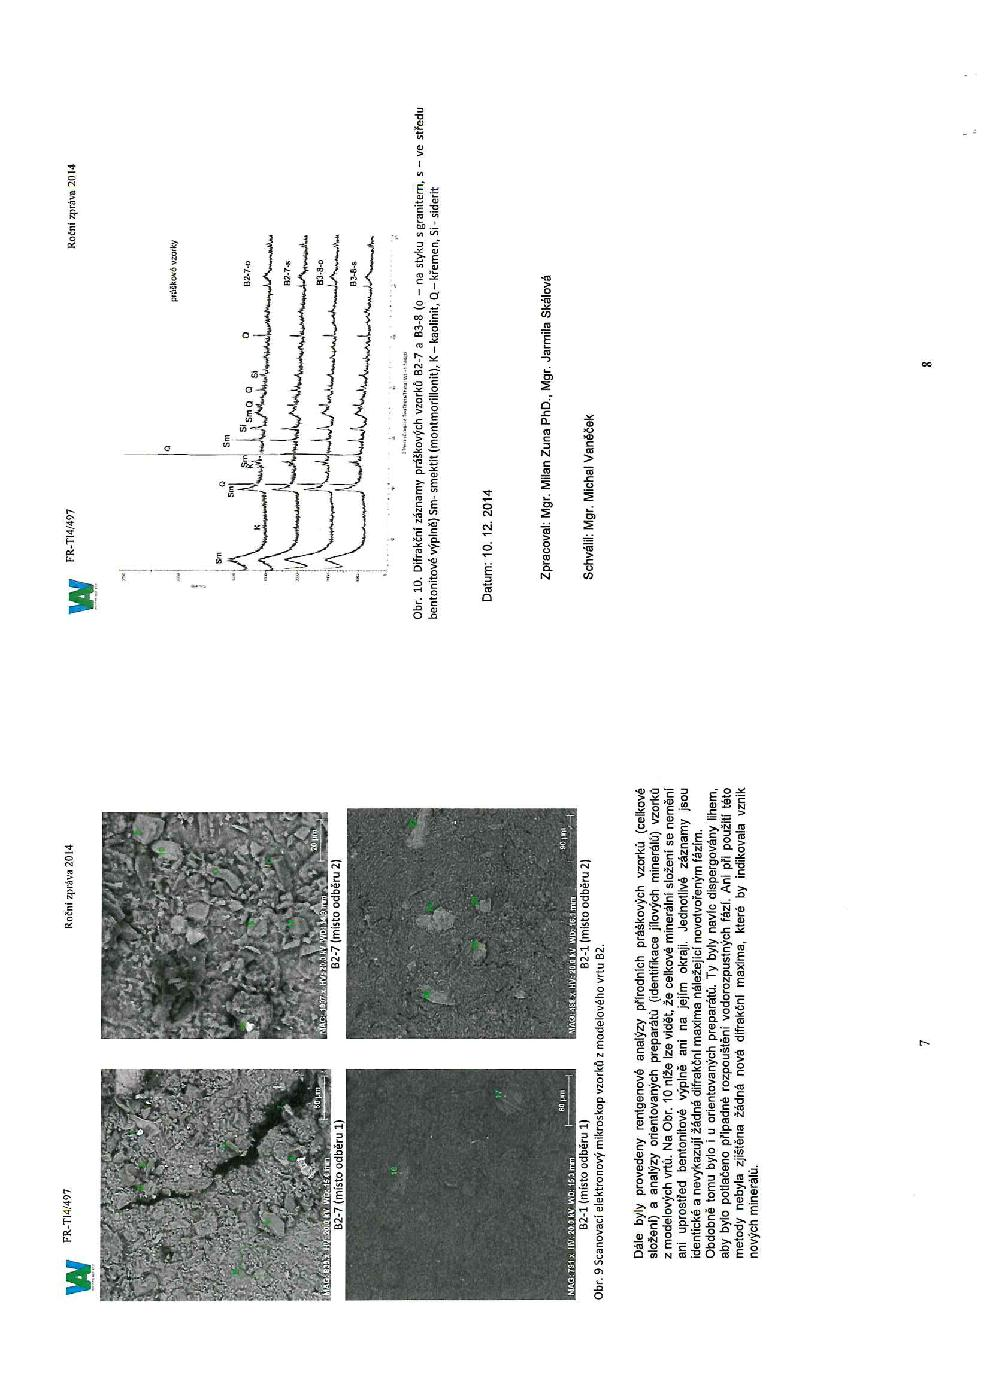 FR-TI4/497
Roční zpráva 2014
B2-7 (místo odběru 1)
B2-7 (místo odběru 2)
B2-1 (místo odběru 1)
B2-1 (místo odběru 2)
Obr. 9 Scanovací elektronový mikroskop vzorků z modelového vrtu B2.
Dále byly provedeny rentgenové analýzy přírodních práškových vzorků (celkové
složení) a analýzy orientovaných preparátů (identifikace jílových minerálů) vzorků
z modelových vrtů. Na Obr. 10 níže lze vidět, že celkové minerální složení se nemění
ani uprostřed bentonitové výplně ani na jejím okraji. Jednotlivé záznamy jsou
identické a nevykazují žádná difrakční maxima náležející novotvořeným fázím.
Obdobně tomu bylo i u orientovaných preparátů. Ty byly navíc dispergovány lihem,
aby bylo potlačeno případné rozpouštění vodorozpustných fází. Ani při použití této
metody nebyla zjištěna žádná nová difrakční maxima, které by indikovala vznik
nových minerálů.
7
FR-TI4/497
Roční zpráva 2014
práškové vzorky
Sm
K
Sm
Q
K
Sm
Q
Sm
Si
Sm
Q
Q
Si
Q
B2-7-o
B2-7-s
B3-8-o
B3-8-s
Obr. 10. Difrakční záznamy práškových vzorků B2-7 a B3-8 (o – na styku s granitem, s – ve středu
bentonitové výplně) Sm- smektit (montmorillonit), K – kaolinit, Q – křemen, Si - siderit
Datum: 10. 12. 2014
Zpracoval: Mgr. Milan Zuna PhD., Mgr. Jarmila Skálová
Schválil: Mgr. Michal Vaněček
8